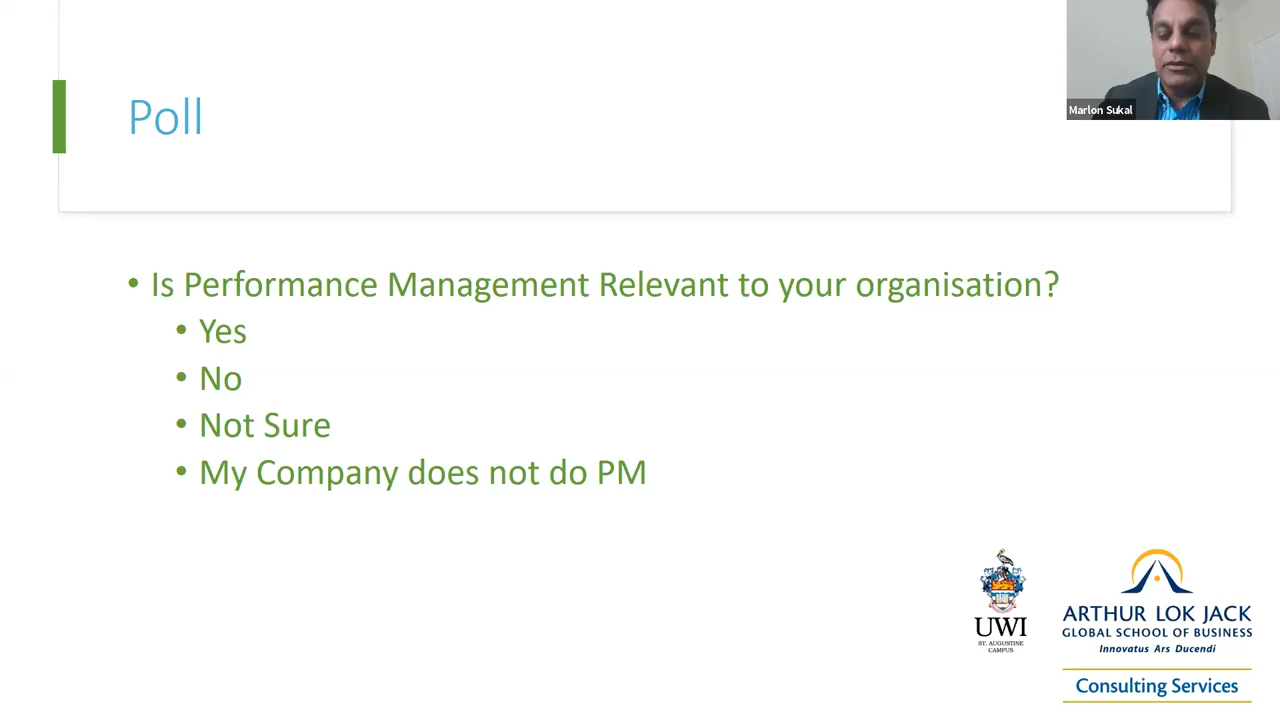 Poll
Marlon Sukal
• Is Performance Management Relevant to your organisation?
• Yes
• No
• Not Sure
• My Company does not do PM
UWI
ST. AUGUSTINE
CAMPUS
ARTHUR LOK JACK
GLOBAL SCHOOL OF BUSINESS
Innovatus Ars Ducendi
Consulting Services